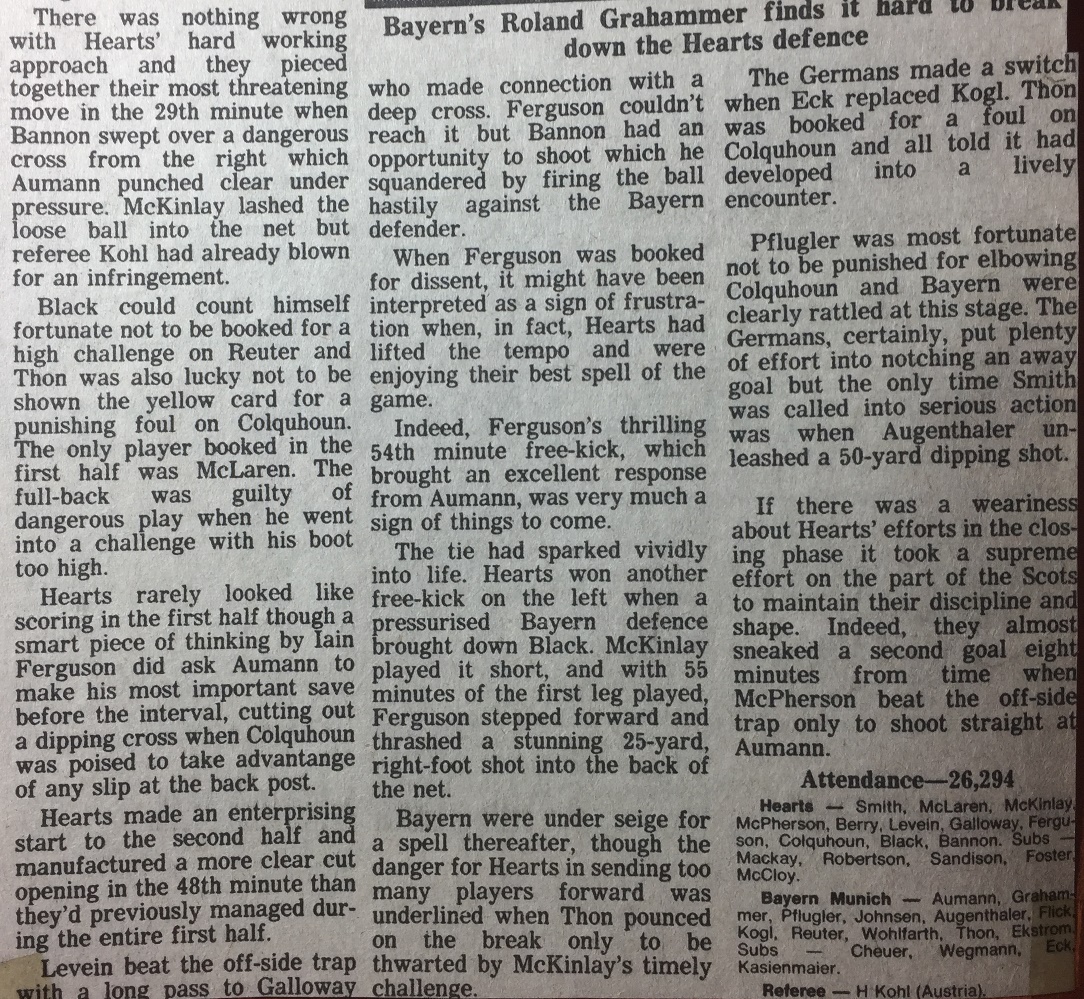 There was nothing wrong
with Hearts' hard working
approach and they pieced
together their most threatening
move in the 29th minute when
Bannon swept over a dangerous
cross from the right which
Aumann punched clear under
pressure. McKinlay lashed the
loose ball into the net but
referee Kohl had already blown
for an infringement.
Black could count himself
fortunate not to be booked for a
high challenge on Reuter and
Thon was also lucky not to be
shown the yellow card for a
punishing foul on Colquhoun.
The only player booked in the
first half was McLaren. The
full-back was guilty of
dangerous play when he went
into a challenge with his boot
too high.
Hearts rarely looked like
scoring in the first half though a
smart piece of thinking by Iain
Ferguson did ask Aumann to
make his most important save
before the interval, cutting out
a dipping cross when Colquhoun
was poised to take advantange
of any slip at the back post.
Hearts made an enterprising
start to the second half and
manufactured a more clear cut
opening in the 48th minute than
they'd previously managed dur-
ing the entire first half.
Levein beat the off-side trap
with a long pass to Galloway
Bayern's Roland Grahammer finds it hard to break
down the Hearts defence
who made connection with a
deep cross. Ferguson couldn't
reach it but Bannon had an
opportunity to shoot which he
squandered by firing the ball
hastily against the Bayern
defender.
When Ferguson was booked
for dissent, it might have been
interpreted as a sign of frustra-
tion when, in fact, Hearts had
lifted the tempo and were
enjoying their best spell of the
game.
Indeed, Ferguson's thrilling
54th minute free-kick, which
brought an excellent response
from Aumann, was very much a
sign of things to come.
The tie had sparked vividly
into life. Hearts won another
free-kick on the left when a
pressurised Bayern defence
brought down Black. McKinlay
played it short, and with 55
minutes of the first leg played,
Ferguson stepped forward and
thrashed a stunning 25-yard,
right-foot shot into the back of
the net.
Bayern were under seige for
a spell thereafter, though the
danger for Hearts in sending too
many players forward was
underlined when Thon pounced
on the break only to be
thwarted by McKinlay's timely
challenge.
The Germans made a switch
when Eck replaced Kogl. Thon
was booked for a foul on
Colquhoun and all told it had
developed into a lively
encounter.
Pflugler was most fortunate
not to be punished for elbowing
Colquhoun and Bayern were
clearly rattled at this stage. The
Germans, certainly, put plenty
of effort into notching an away
goal but the only time Smith
was called into serious action
was when Augenthaler un-
leashed a 50-yard dipping shot.
If there was a weariness
about Hearts' efforts in the clos-
ing phase it took a supreme
effort on the part of the Scots
to maintain their discipline and
shape. Indeed, they almost
sneaked a second goal eight
minutes from time when
McPherson beat the off-side
trap only to shoot straight at
Aumann.
Attendance—26,294
Hearts — Smith, McLaren, McKinlay,
McPherson, Berry, Levein, Galloway, Fergu-
son, Colquhoun, Black, Bannon. Subs —
Mackay, Robertson, Sandison, Foster,
McCloy.
Bayern Munich — Aumann, Graham-
mer, Pflugler, Johnsen, Augenthaler, Flick,
Kogl, Reuter, Wohlfarth, Thon, Ekstrom.
Subs — Cheuer, Wegmann, Eck,
Kasienmaier.
Referee — H Kohl (Austria).